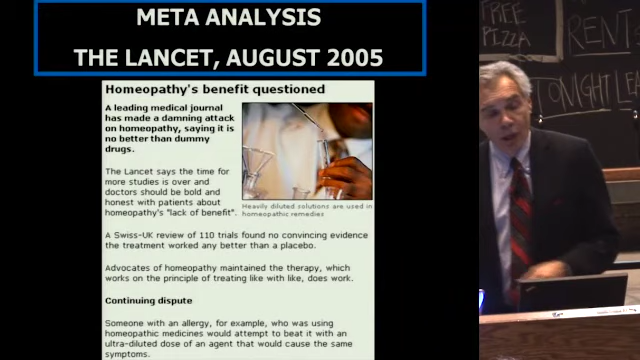 META ANALYSIS
THE LANCET, AUGUST 2005
Homeopathy's benefit questioned
A leading medical journal
has made a damning attack
on homeopathy, saying it is
no better than dummy
drugs.
The Lancet says the time for
more studies is over and
doctors should be bold and
honest with patients about
homeopathy's "lack of benefit".
Heavily diluted solutions are used in
homeopathic remedies
A Swiss-UK review of 110 trials found no convincing evidence
the treatment worked any better than a placebo.
Advocates of homeopathy maintained the therapy, which
works on the principle of treating like with like, does work.
Continuing dispute
Someone with an allergy, for example, who was using
homeopathic medicines would attempt to beat it with an
ultra-diluted dose of an agent that would cause the same
symptoms.
FREE
PIZZA
RENT
TONIGHT